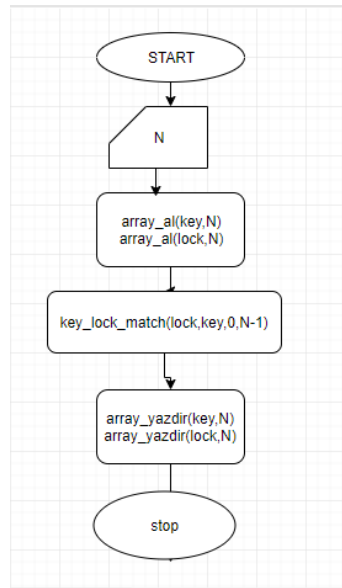 START
N
array_al(key,N)
array_al(lock,N)
key_lock_match(lock,key,0,N-1)
array_yazdir(key,N)
array_yazdir(lock,N)
stop